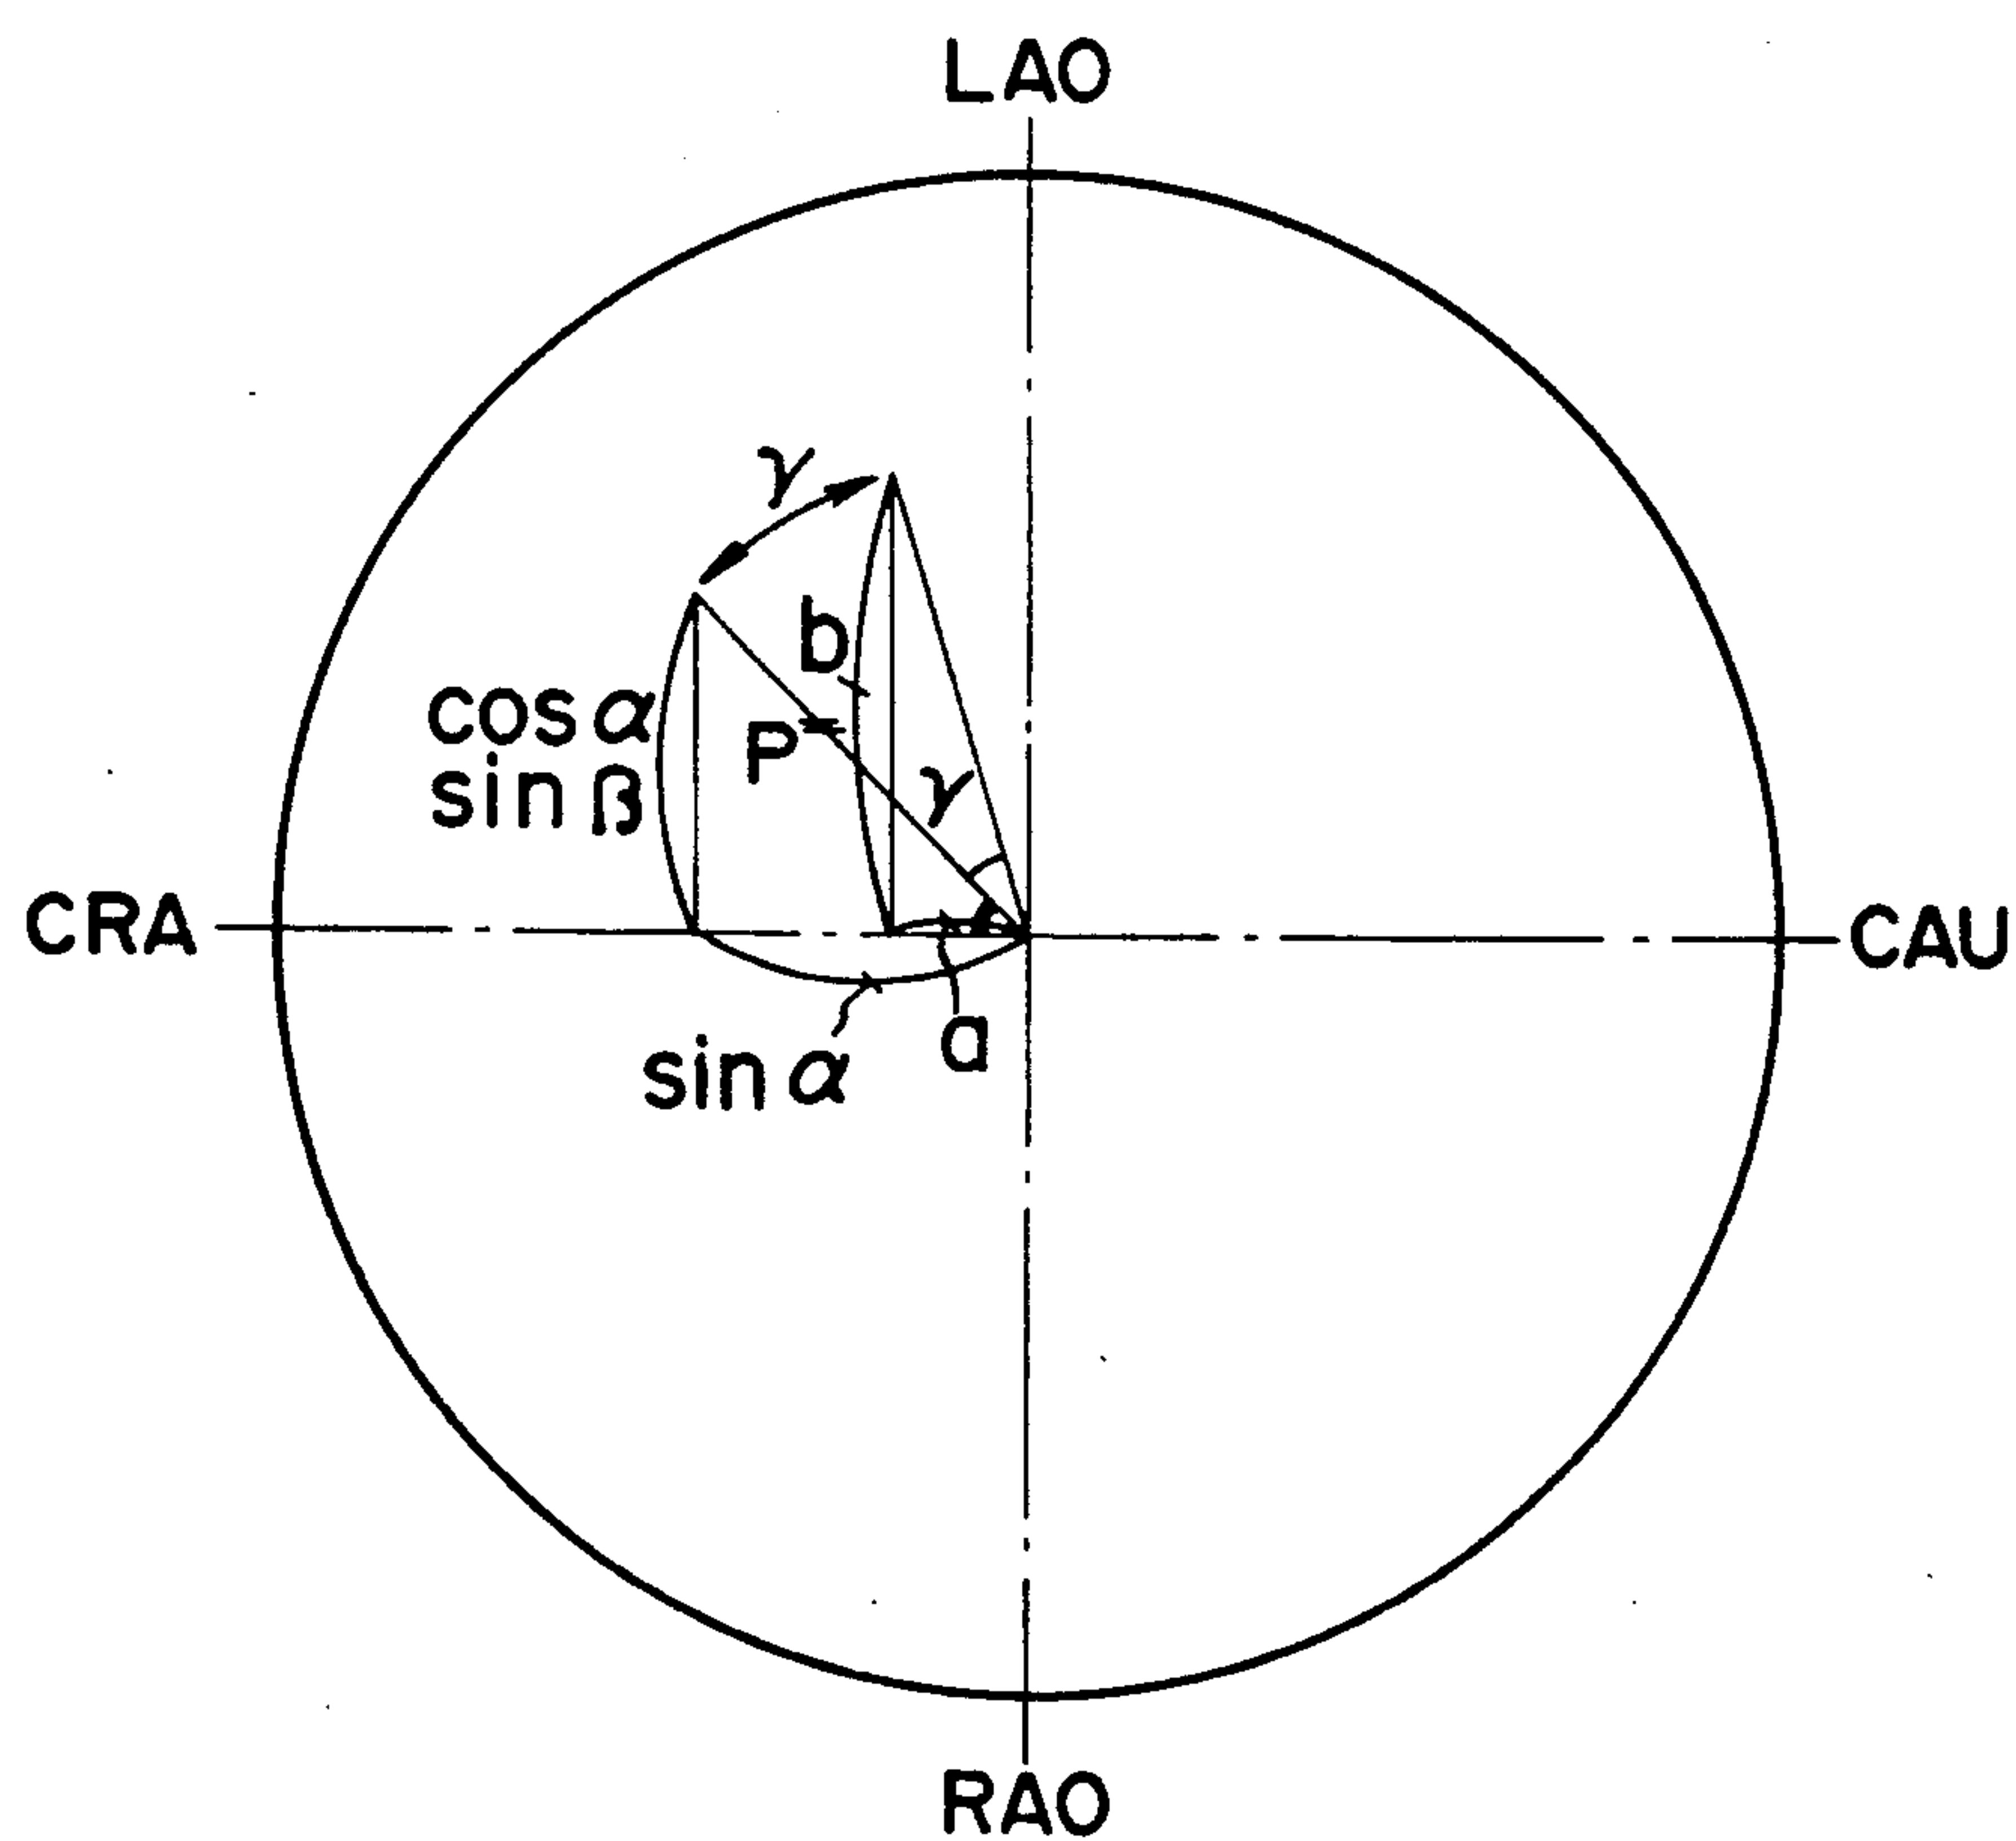 LAO
γ
b
cos α
sin β
P
γ
CRA
CAU
a
sin α
RAO